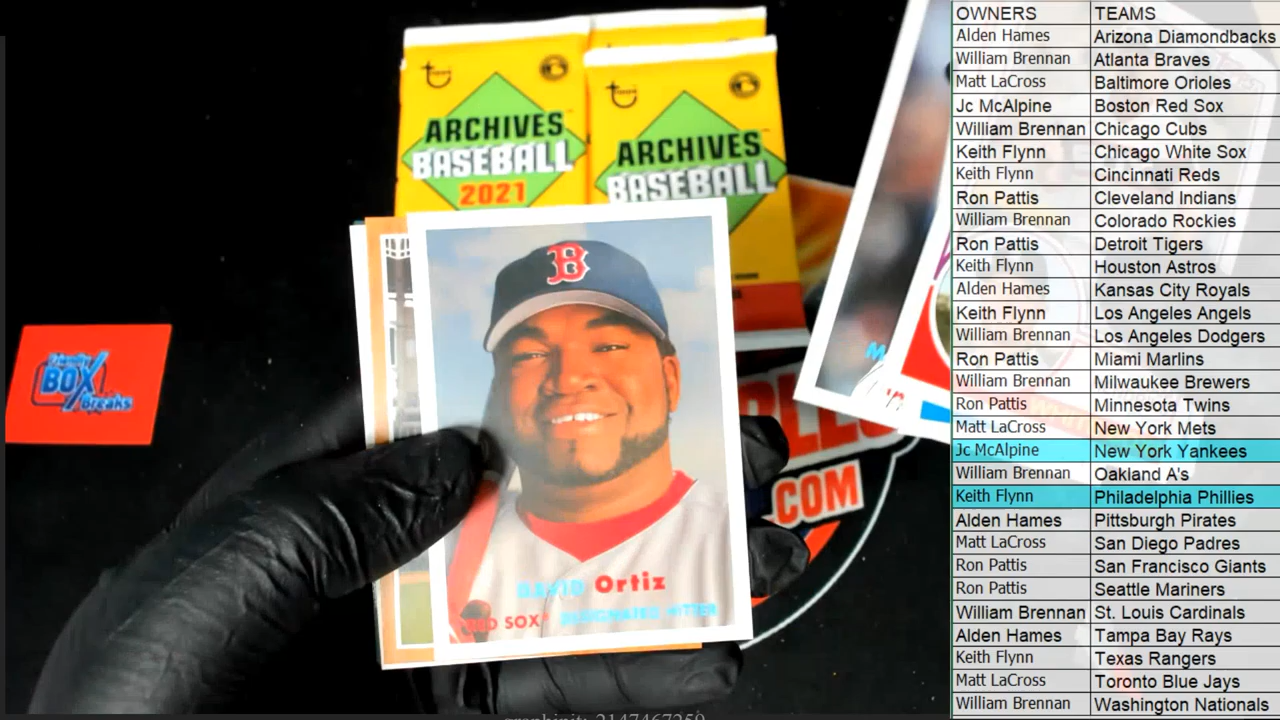 OWNERS TEAMS
Alden Hames Arizona Diamondbacks
William Brennan Atlanta Braves
Matt LaCross Baltimore Orioles
Jc McAlpine Boston Red Sox
William Brennan Chicago Cubs
Keith Flynn Chicago White Sox
Keith Flynn Cincinnati Reds
Ron Pattis Cleveland Indians
William Brennan Colorado Rockies
Ron Pattis Detroit Tigers
Keith Flynn Houston Astros
Alden Hames Kansas City Royals
Keith Flynn Los Angeles Angels
William Brennan Los Angeles Dodgers
Ron Pattis Miami Marlins
William Brennan Milwaukee Brewers
Ron Pattis Minnesota Twins
Matt LaCross New York Mets
Jc McAlpine New York Yankees
William Brennan Oakland A's
Keith Flynn Philadelphia Phillies
Alden Hames Pittsburgh Pirates
Matt LaCross San Diego Padres
Ron Pattis San Francisco Giants
Ron Pattis Seattle Mariners
William Brennan St. Louis Cardinals
Alden Hames Tampa Bay Rays
Keith Flynn Texas Rangers
Matt LaCross Toronto Blue Jays
William Brennan Washington Nationals
ARCHIVES
BASEBALL
2021
ARCHIVES
BASEBALL
B
DAVID Ortiz
RED SOX DESIGNATED HITTER
BOX
Breaks
.COM